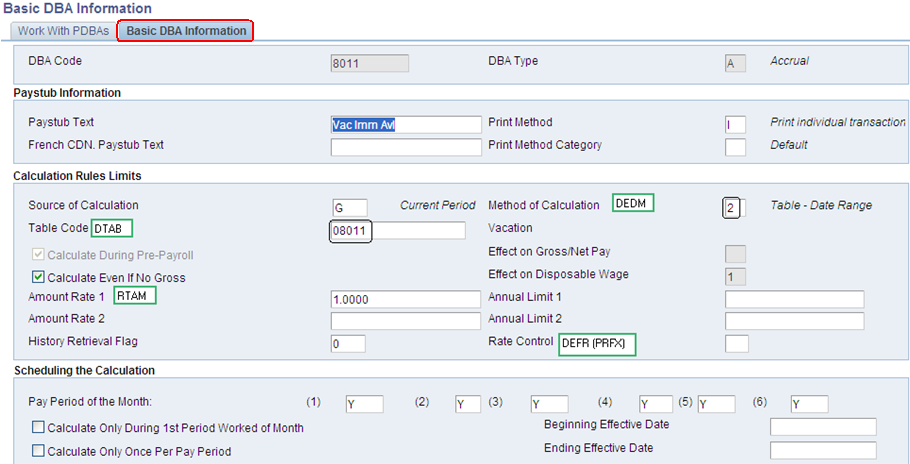 Basic DBA Information
Work With PDBAs Basic DBA Information
DBA Code 8011 DBA Type A Accrual
Paystub Information
Paystub Text Vac Imm Avl Print Method I Print individual transaction
French CDN. Paystub Text Print Method Category Default
Calculation Rules Limits
Source of Calculation G Current Period Method of Calculation DEDM 2 Table - Date Range
Table Code DTAB 08011 Vacation
Calculate During Pre-Payroll Effect on Gross/Net Pay
Calculate Even If No Gross Effect on Disposable Wage 1
Amount Rate 1 RTAM 1.0000 Annual Limit 1
Amount Rate 2 Annual Limit 2
History Retrieval Flag 0 Rate Control DEFR (PRFX)
Scheduling the Calculation
Pay Period of the Month: (1) Y (2) Y (3) Y (4) Y (5) Y (6) Y
Calculate Only During 1st Period Worked of Month Beginning Effective Date
Calculate Only Once Per Pay Period Ending Effective Date